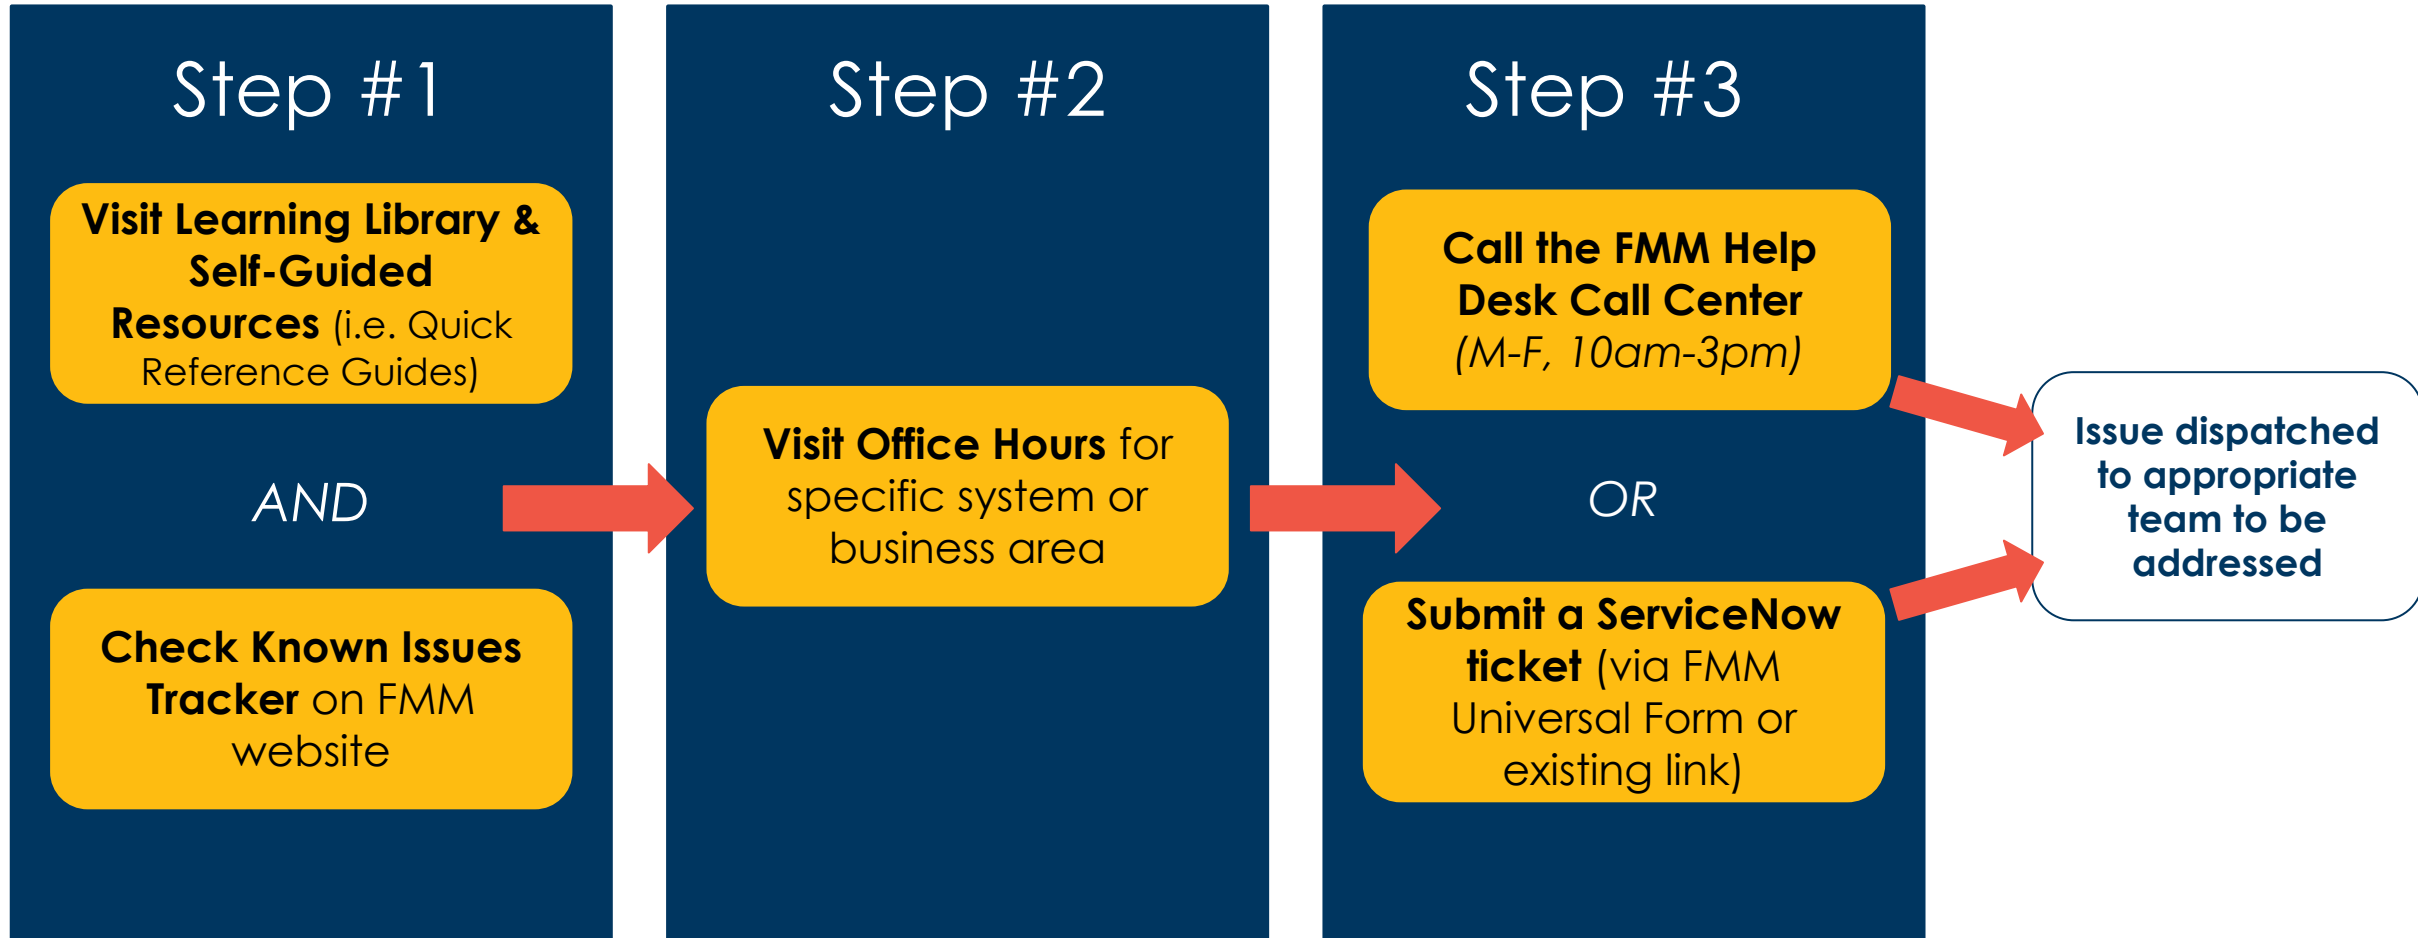 Step #1
Visit Learning Library &
Self-Guided
Resources (i.e. Quick
Reference Guides)
AND
Check Known Issues
Tracker on FMM
website
Step #2
Visit Office Hours for
specific system or
business area
Step #3
Call the FMM Help
Desk Call Center
(M-F, 10am-3pm)
OR
Submit a ServiceNow
ticket (via FMM
Universal Form or
existing link)
Issue dispatched
to appropriate
team to be
addressed